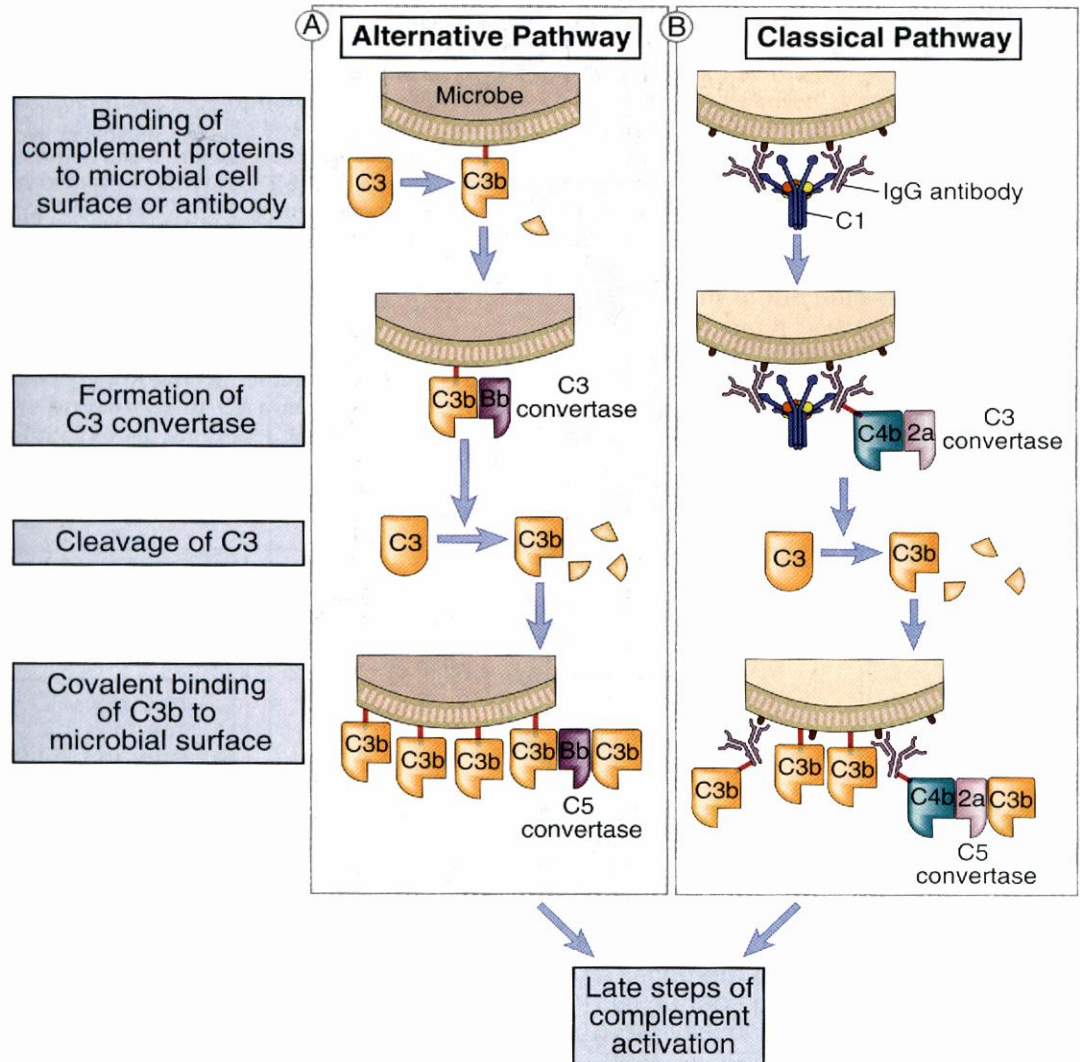 A
Alternative Pathway
B
Classical Pathway
Binding of
complement proteins
to microbial cell
surface or antibody
Microbe
C3
C3b
IgG antibody
C1
Formation of
C3 convertase
C3b
Bb
C3
convertase
C4b
2a
C3
convertase
Cleavage of C3
C3
C3b
C3
C3b
Covalent binding
of C3b to
microbial surface
C3b
C3b
C3b
C3b
Bb
C3b
C5
convertase
C3b
C3b
C3b
C4b
2a
C3b
C5
convertase
Late steps of
complement
activation